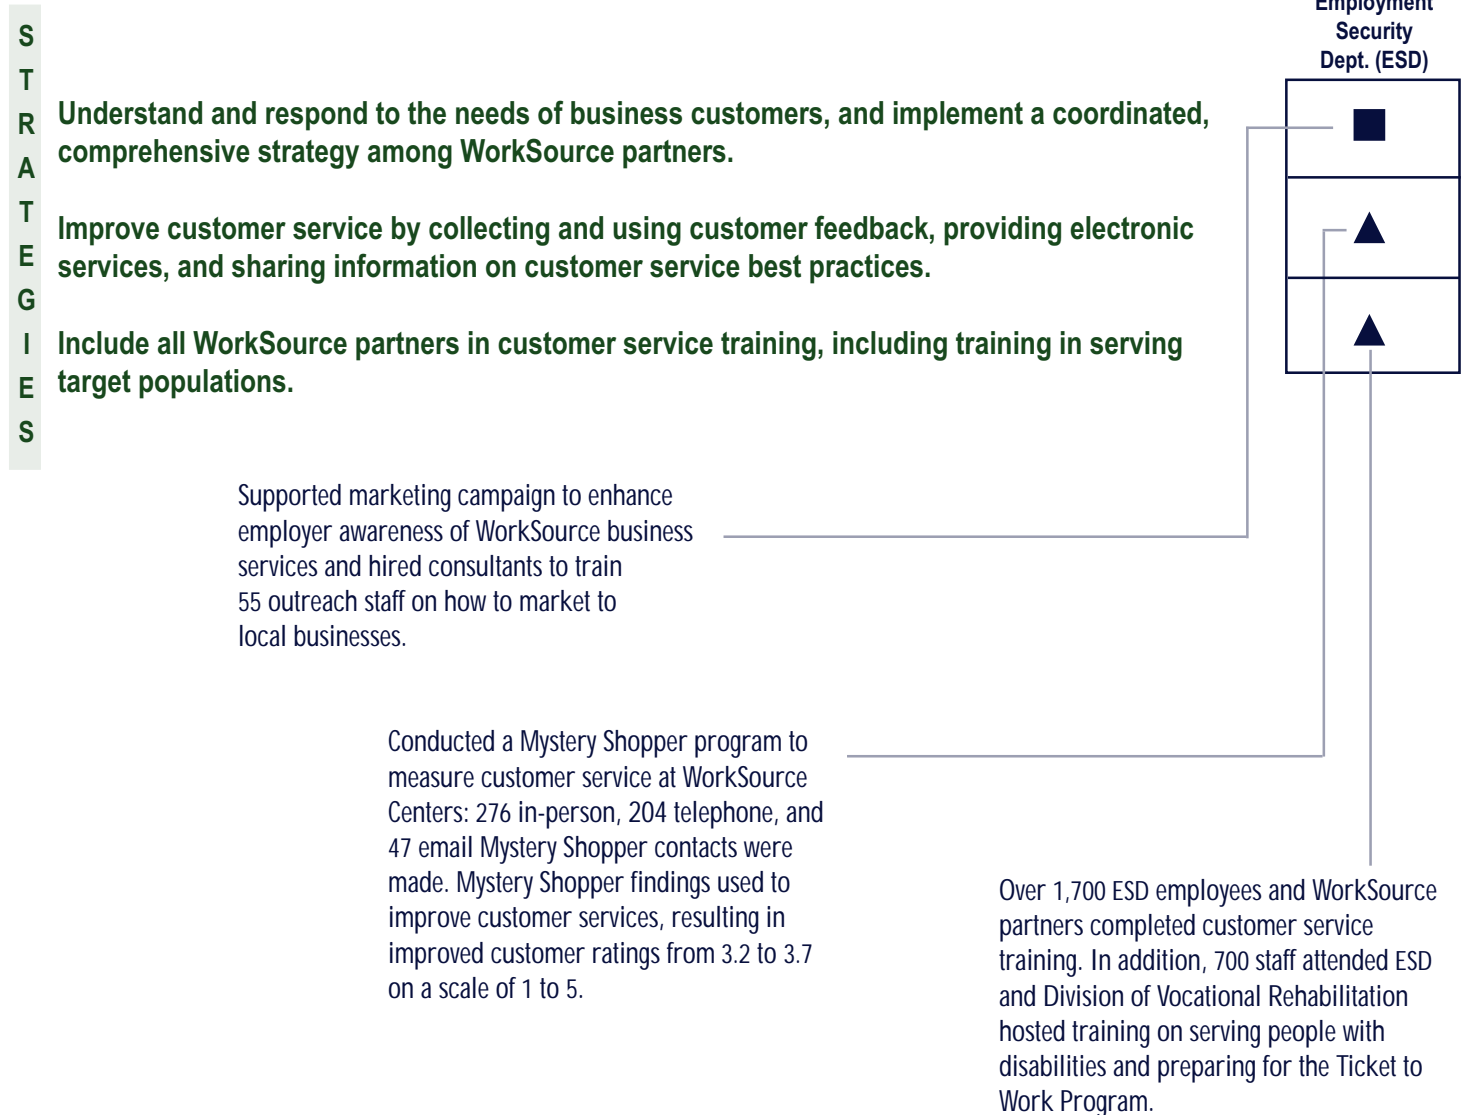 Employment
Security
Dept. (ESD)
S
T
R
A
T
E
G
I
E
S
Understand and respond to the needs of business customers, and implement a coordinated,
comprehensive strategy among WorkSource partners.
Improve customer service by collecting and using customer feedback, providing electronic
services, and sharing information on customer service best practices.
Include all WorkSource partners in customer service training, including training in serving
target populations.
Supported marketing campaign to enhance
employer awareness of WorkSource business
services and hired consultants to train
55 outreach staff on how to market to
local businesses.
Conducted a Mystery Shopper program to
measure customer service at WorkSource
Centers: 276 in-person, 204 telephone, and
47 email Mystery Shopper contacts were
made. Mystery Shopper findings used to
improve customer services, resulting in
improved customer ratings from 3.2 to 3.7
on a scale of 1 to 5.
Over 1,700 ESD employees and WorkSource
partners completed customer service
training. In addition, 700 staff attended ESD
and Division of Vocational Rehabilitation
hosted training on serving people with
disabilities and preparing for the Ticket to
Work Program.